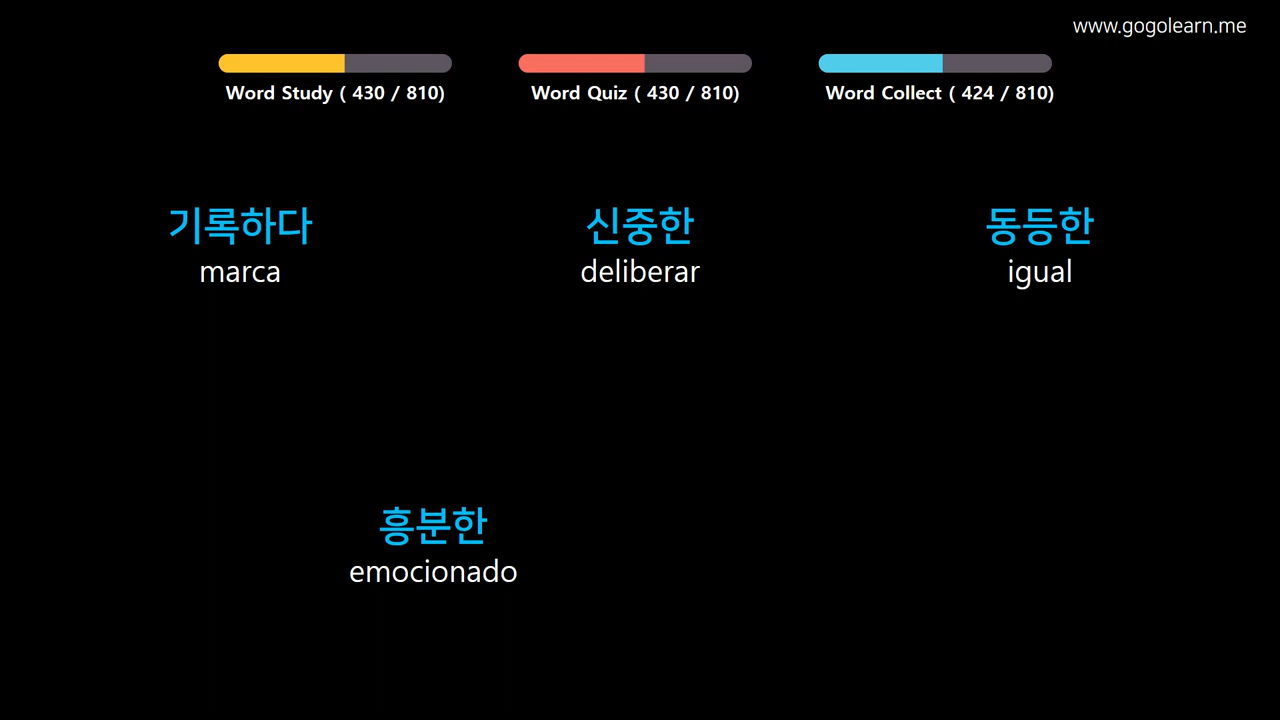 www.gogolearn.me
Word Study ( 430 / 810)
Word Quiz ( 430 / 810)
Word Collect ( 424 / 810)
기록하다
marca
신중한
deliberar
동등한
igual
흥분한
emocionado